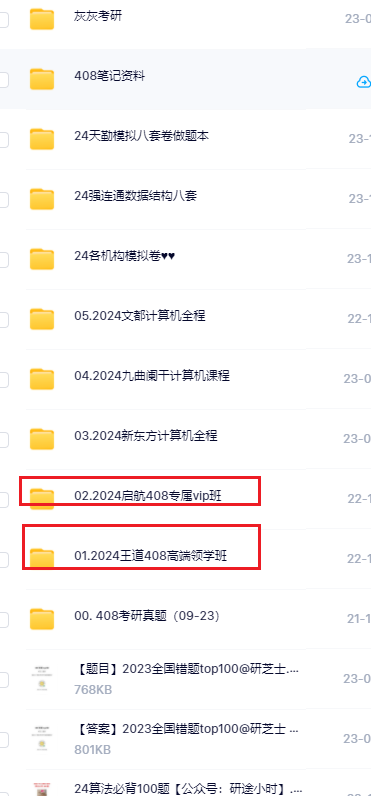 灰灰考研
23-0
408笔记资料
24天勤模拟八套卷做题本
23-1
24强连通数据结构八套
23-1
24各机构模拟卷♥♥
23-1
05.2024文都计算机全程
22-1
04.2024九曲阑干计算机课程
23-0
03.2024新东方计算机全程
23-0
02.2024启航408专属vip班
22-1
01.2024王道408高端领学班
22-1
00. 408考研真题（09-23）
21-1
【题目】2023全国错题top100@研芝士....
768KB
23-0
【答案】2023全国错题top100@研芝士 ...
801KB
23-0
24算法必背100题【公众号：研途小时】....